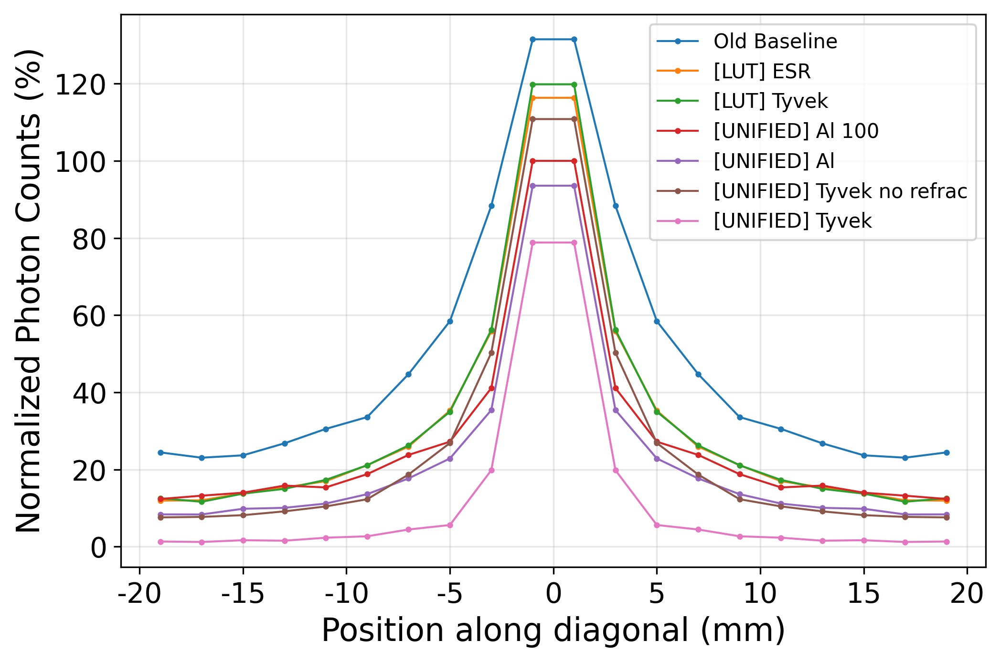 Normalized Photon Counts (%)
120
100
80
60
40
20
0
Old Baseline
[LUT] ESR
[LUT] Tyvek
[UNIFIED] Al 100
[UNIFIED] Al
[UNIFIED] Tyvek no refrac
[UNIFIED] Tyvek
-20 -15 -10 -5 0 5 10 15 20
Position along diagonal (mm)